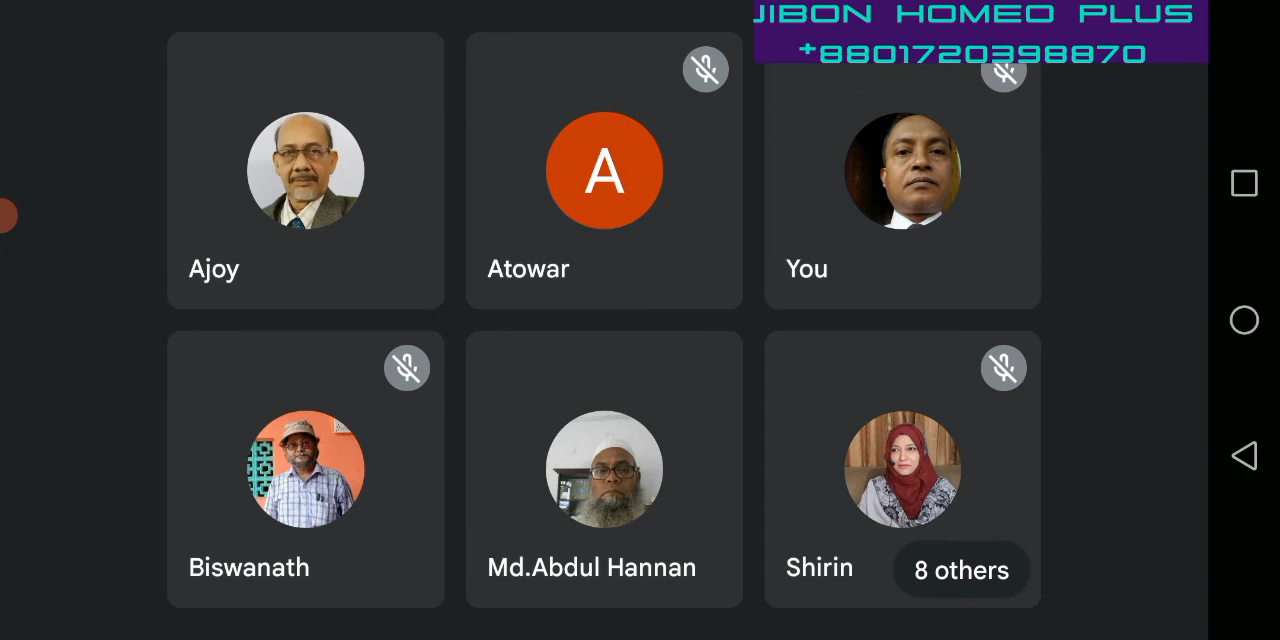 JIBON HOMEO PLUS
+8801720398870
Ajoy
A
Atowar
You
Biswanath
Md.Abdul Hannan
Shirin
8 others